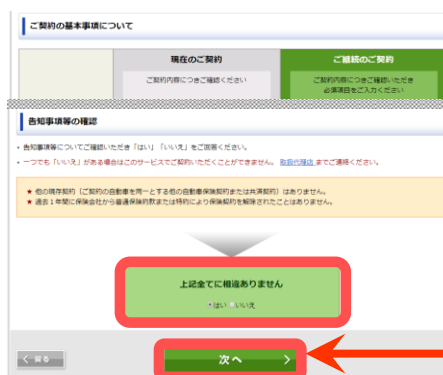 ご契約の基本事項について
現在のご契約
ご継続のご契約
ご契約内容につきご確認ください
ご契約内容につきご確認いただき
必須項目をご入力ください
告知事項等の確認
・告知事項等についてご確認いただき「はい」「いいえ」をご回答ください。
・一つでも「いいえ」がある場合はこのサービスでご契約いただくことができません。 取扱代理店 までご連絡ください。
★ 他の現存契約（ご契約の自動車を同一とする他の自動車保険契約または共済契約）はありません。
★ 過去１年間に保険会社から普通保険約款または特約により保険契約を解除されたことはありません。
上記全てに相違ありません
はい いいえ
戻る
次へ